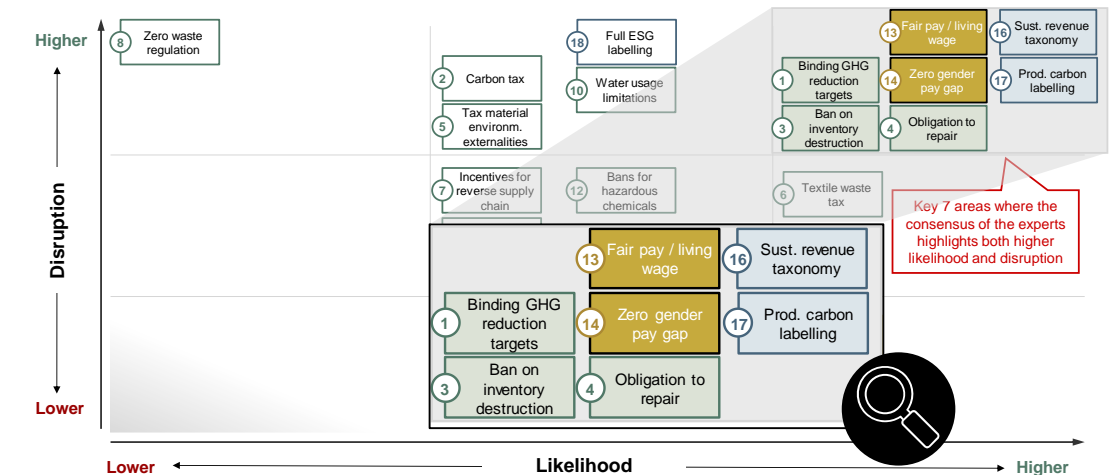 Higher
Disruption
Lower
8
Zero waste
regulation
2
Carbon tax
5
Tax material
environm.
externalities
18
Full ESG
labelling
10
Water usage
limitations
13
Fair pay / living
wage
16
Sust. revenue
taxonomy
1
Binding GHG
reduction
targets
14
Zero gender
pay gap
17
Prod. carbon
labelling
3
Ban on
inventory
destruction
4
Obligation to
repair
7
Incentives for
reverse supply
chain
12
Bans for
hazardous
chemicals
6
Textile waste
tax
Key 7 areas where the
consensus of the experts
highlights both higher
likelihood and disruption
13
Fair pay / living
wage
16
Sust. revenue
taxonomy
1
Binding GHG
reduction
targets
14
Zero gender
pay gap
17
Prod. carbon
labelling
3
Ban on
inventory
destruction
4
Obligation to
repair
Lower
Likelihood
Higher